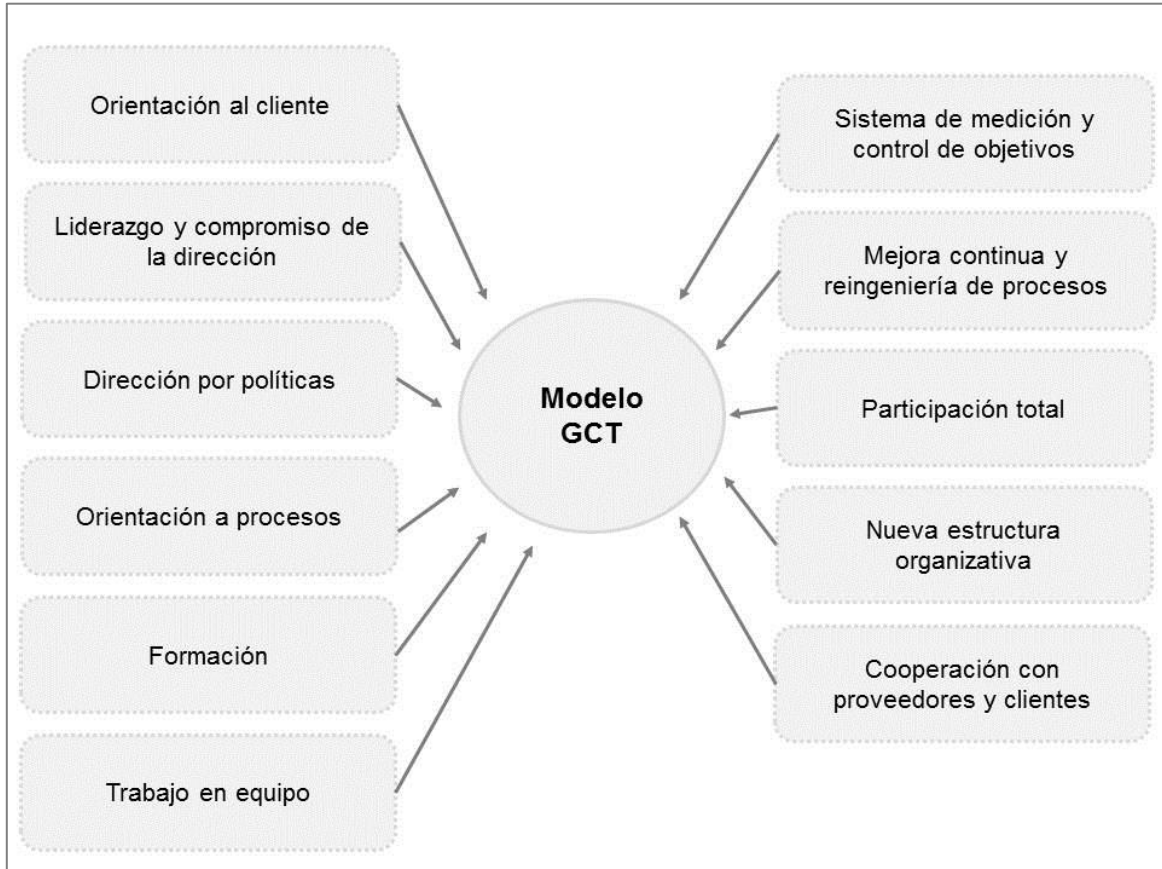 Orientación al cliente
Liderazgo y compromiso de
la dirección
Dirección por políticas
Orientación a procesos
Formación
Trabajo en equipo
Modelo
GCT
Sistema de medición y
control de objetivos
Mejora continua y
reingeniería de procesos
Participación total
Nueva estructura
organizativa
Cooperación con
proveedores y clientes